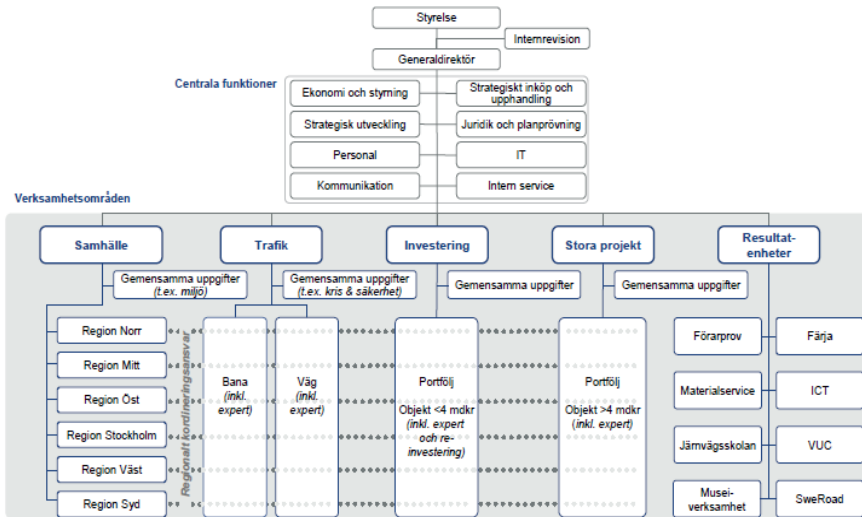 Styrelse
Internrevision
Generaldirektör
Centrala funktioner
Ekonomi och styrning
Strategiskt inköp och
upphandling
Strategisk utveckling
Juridik och planprövning
Personal
IT
Kommunikation
Intern service
Verksamhetsområden
Samhälle
Trafik
Investering
Stora projekt
Resultat-
enheter
Gemensamma uppgifter
(t.ex. miljö)
Gemensamma uppgifter
(t.ex. kris & säkerhet)
Gemensamma uppgifter
Gemensamma uppgifter
Region Norr
Region Mitt
Region Öst
Region Stockholm
Region Väst
Region Syd
Regionalt kordineringsansvar
Bana
(inkl.
expert)
Väg
(inkl.
expert)
Portfölj
Objekt <4 mdkr
(inkl. expert
och re-
investering)
Portfölj
Objekt >4 mdkr
(inkl. expert)
Förarprov
Färja
Materialservice
ICT
Järnvägsskolan
VUC
Musei-
verksamhet
SweRoad